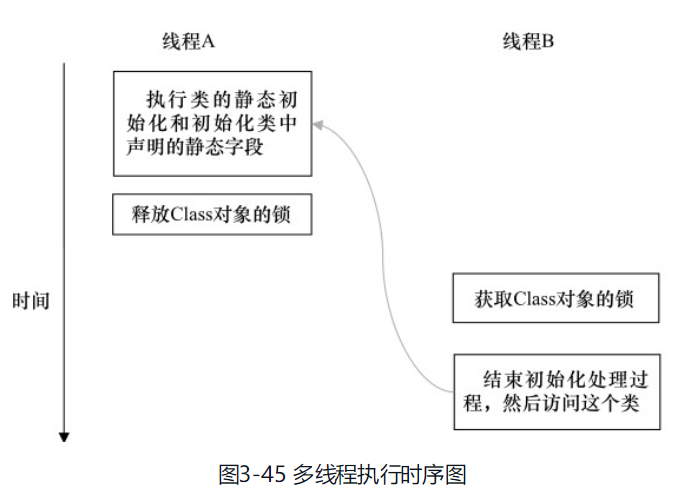 线程A
线程B
执行类的静态初
始化和初始化类中
声明的静态字段
释放Class对象的锁
时间
获取Class对象的锁
结束初始化处理过
程，然后访问这个类
图3-45 多线程执行时序图